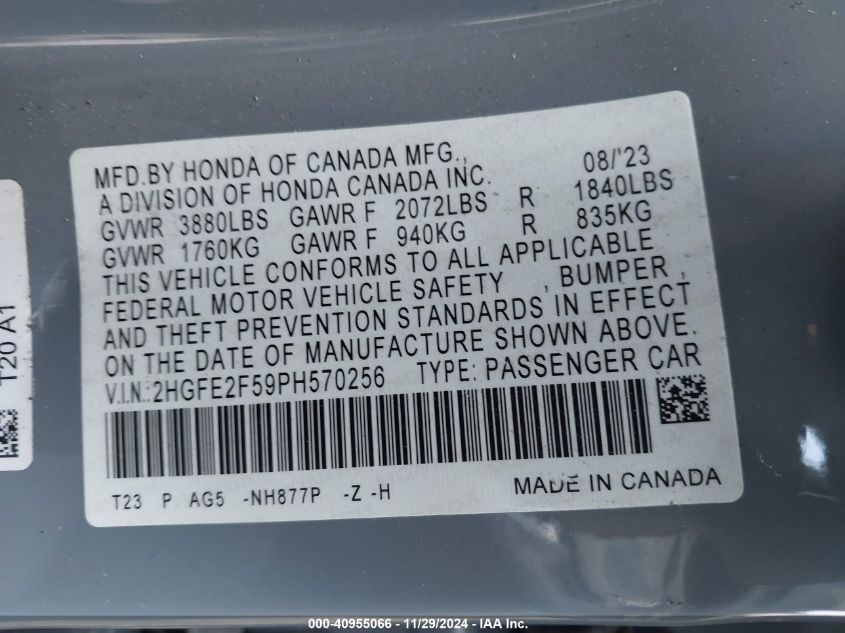 MFD.BY HONDA OF CANADA MFG., 08/'23
A DIVISION OF HONDA CANADA INC.
GVWR 3880LBS GAWR F 2072LBS R 1840LBS
GVWR 1760KG GAWR F 940KG R 835KG
THIS VEHICLE CONFORMS TO ALL APPLICABLE
FEDERAL MOTOR VEHICLE SAFETY , BUMPER ,
AND THEFT PREVENTION STANDARDS IN EFFECT
ON THE DATE OF MANUFACTURE SHOWN ABOVE.
V.I.N.:2HGFE2F59PH570256 TYPE: PASSENGER CAR
T23 P AG5 -NH877P -Z -H MADE IN CANADA
T20 A1
000-40955066 - 11/29/2024 - IAA Inc.